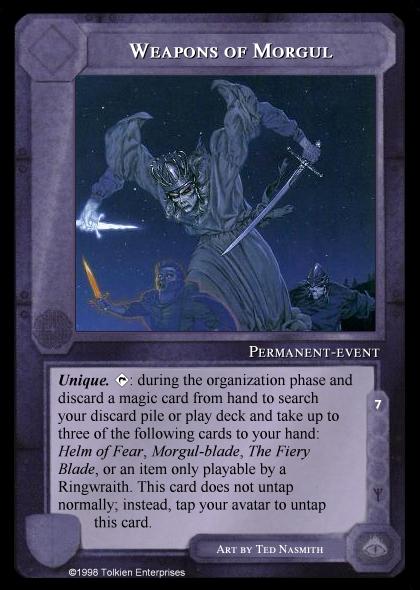 Weapons of Morgul
Permanent-event
Unique. : during the organization phase and
discard a magic card from hand to search
your discard pile or play deck and take up to
three of the following cards to your hand:
Helm of Fear, Morgul-blade, The Fiery
Blade, or an item only playable by a
Ringwraith. This card does not untap
normally; instead, tap your avatar to untap
this card.
7
Art by Ted Nasmith
©1998 Tolkien Enterprises